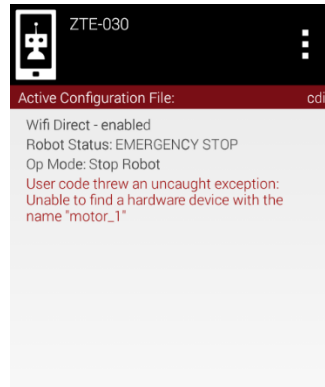 ZTE-030
Active Configuration File: cdi
Wifi Direct - enabled
Robot Status: EMERGENCY STOP
Op Mode: Stop Robot
User code threw an uncaught exception:
Unable to find a hardware device with the
name "motor_1"